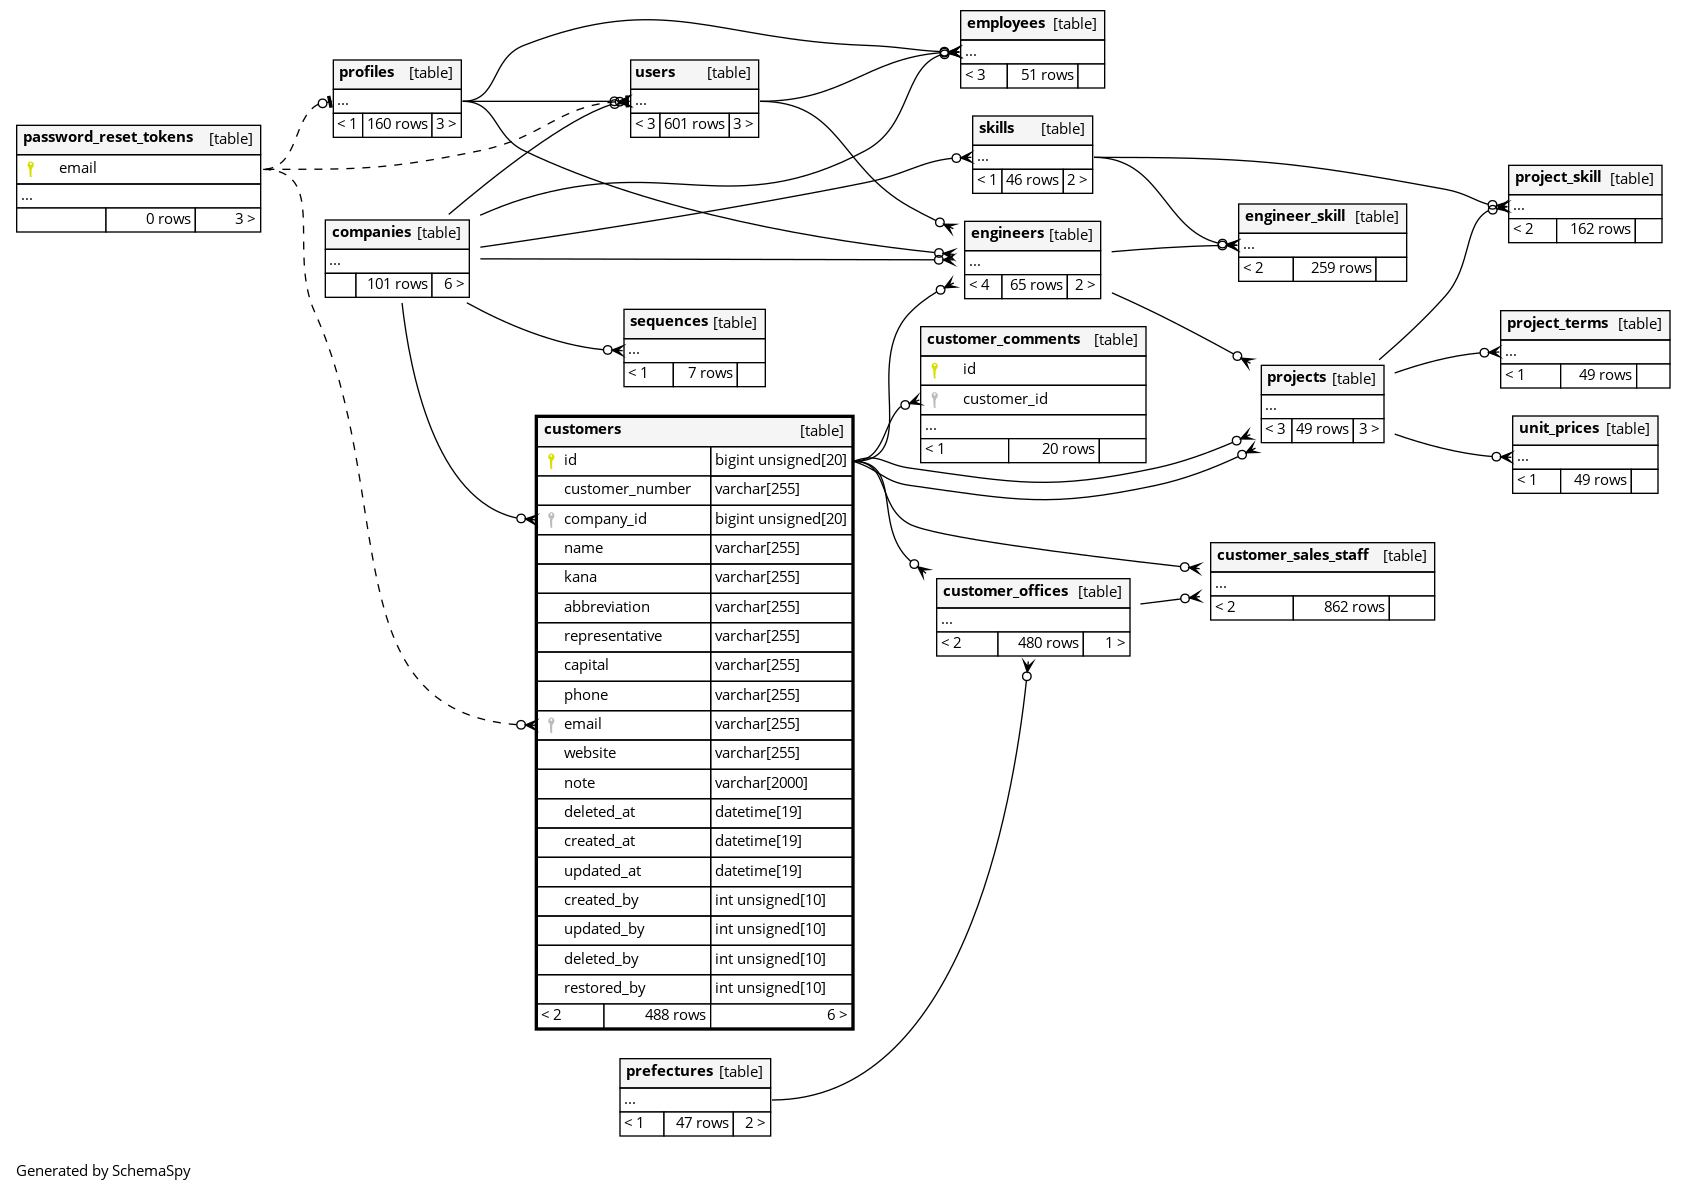 employees [table]
...
< 3 51 rows
profiles [table]
...
< 1 160 rows 3 >
users [table]
...
< 3 601 rows 3 >
password_reset_tokens [table]
email
...
0 rows 3 >
skills [table]
...
< 1 46 rows 2 >
project_skill [table]
...
< 2 162 rows
engineer_skill [table]
...
< 2 259 rows
companies [table]
...
101 rows 6 >
engineers [table]
...
< 4 65 rows 2 >
sequences [table]
...
< 1 7 rows
customer_comments [table]
id
customer_id
...
< 1 20 rows
project_terms [table]
...
< 1 49 rows
projects [table]
...
< 3 49 rows 3 >
unit_prices [table]
...
< 1 49 rows
customers [table]
id bigint unsigned[20]
customer_number varchar[255]
company_id bigint unsigned[20]
name varchar[255]
kana varchar[255]
abbreviation varchar[255]
representative varchar[255]
capital varchar[255]
phone varchar[255]
email varchar[255]
website varchar[255]
note varchar[2000]
deleted_at datetime[19]
created_at datetime[19]
updated_at datetime[19]
created_by int unsigned[10]
updated_by int unsigned[10]
deleted_by int unsigned[10]
restored_by int unsigned[10]
< 2 488 rows 6 >
customer_sales_staff [table]
...
< 2 862 rows
customer_offices [table]
...
< 2 480 rows 1 >
prefectures [table]
...
< 1 47 rows 2 >
Generated by SchemaSpy